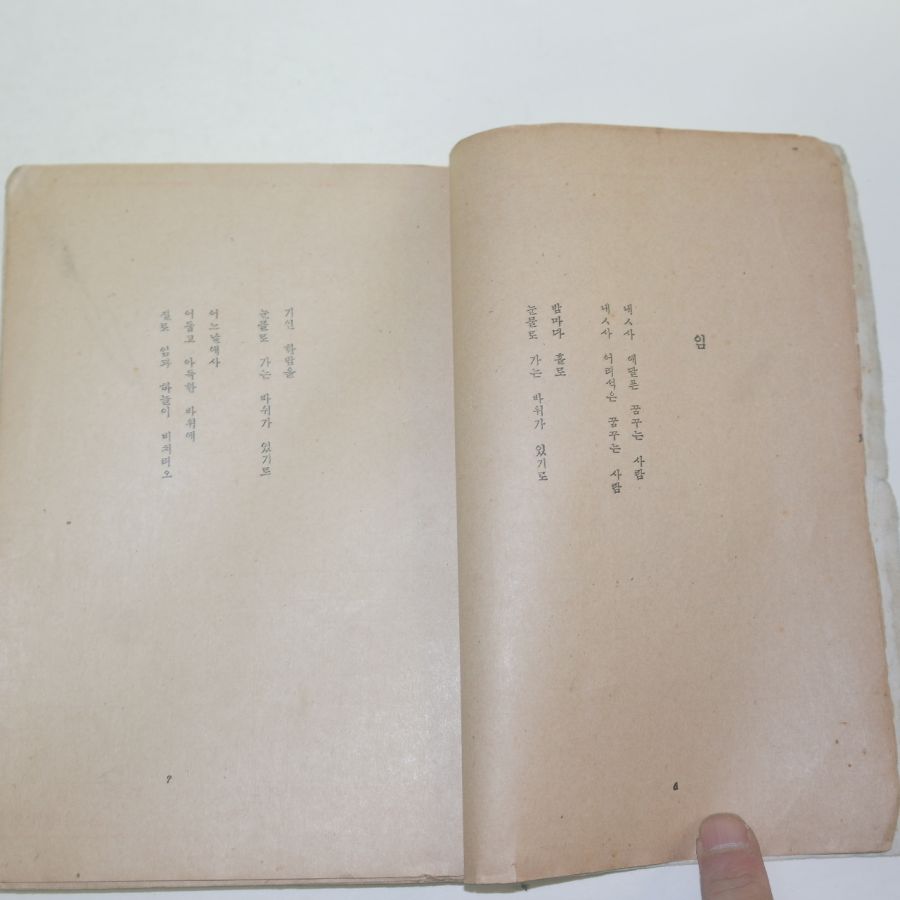 임
내ㅅ사 애달픈 꿈꾸는 사람
내ㅅ사 어리석은 꿈꾸는 사람
밤마다 홀로
눈물로 가는 바위가 있기로
6
기인 한밤을
눈물로 가는 바위가 있기로
어느날에사
어둡고 아득한 바위에
절로 임과 하늘이 비치리오
7